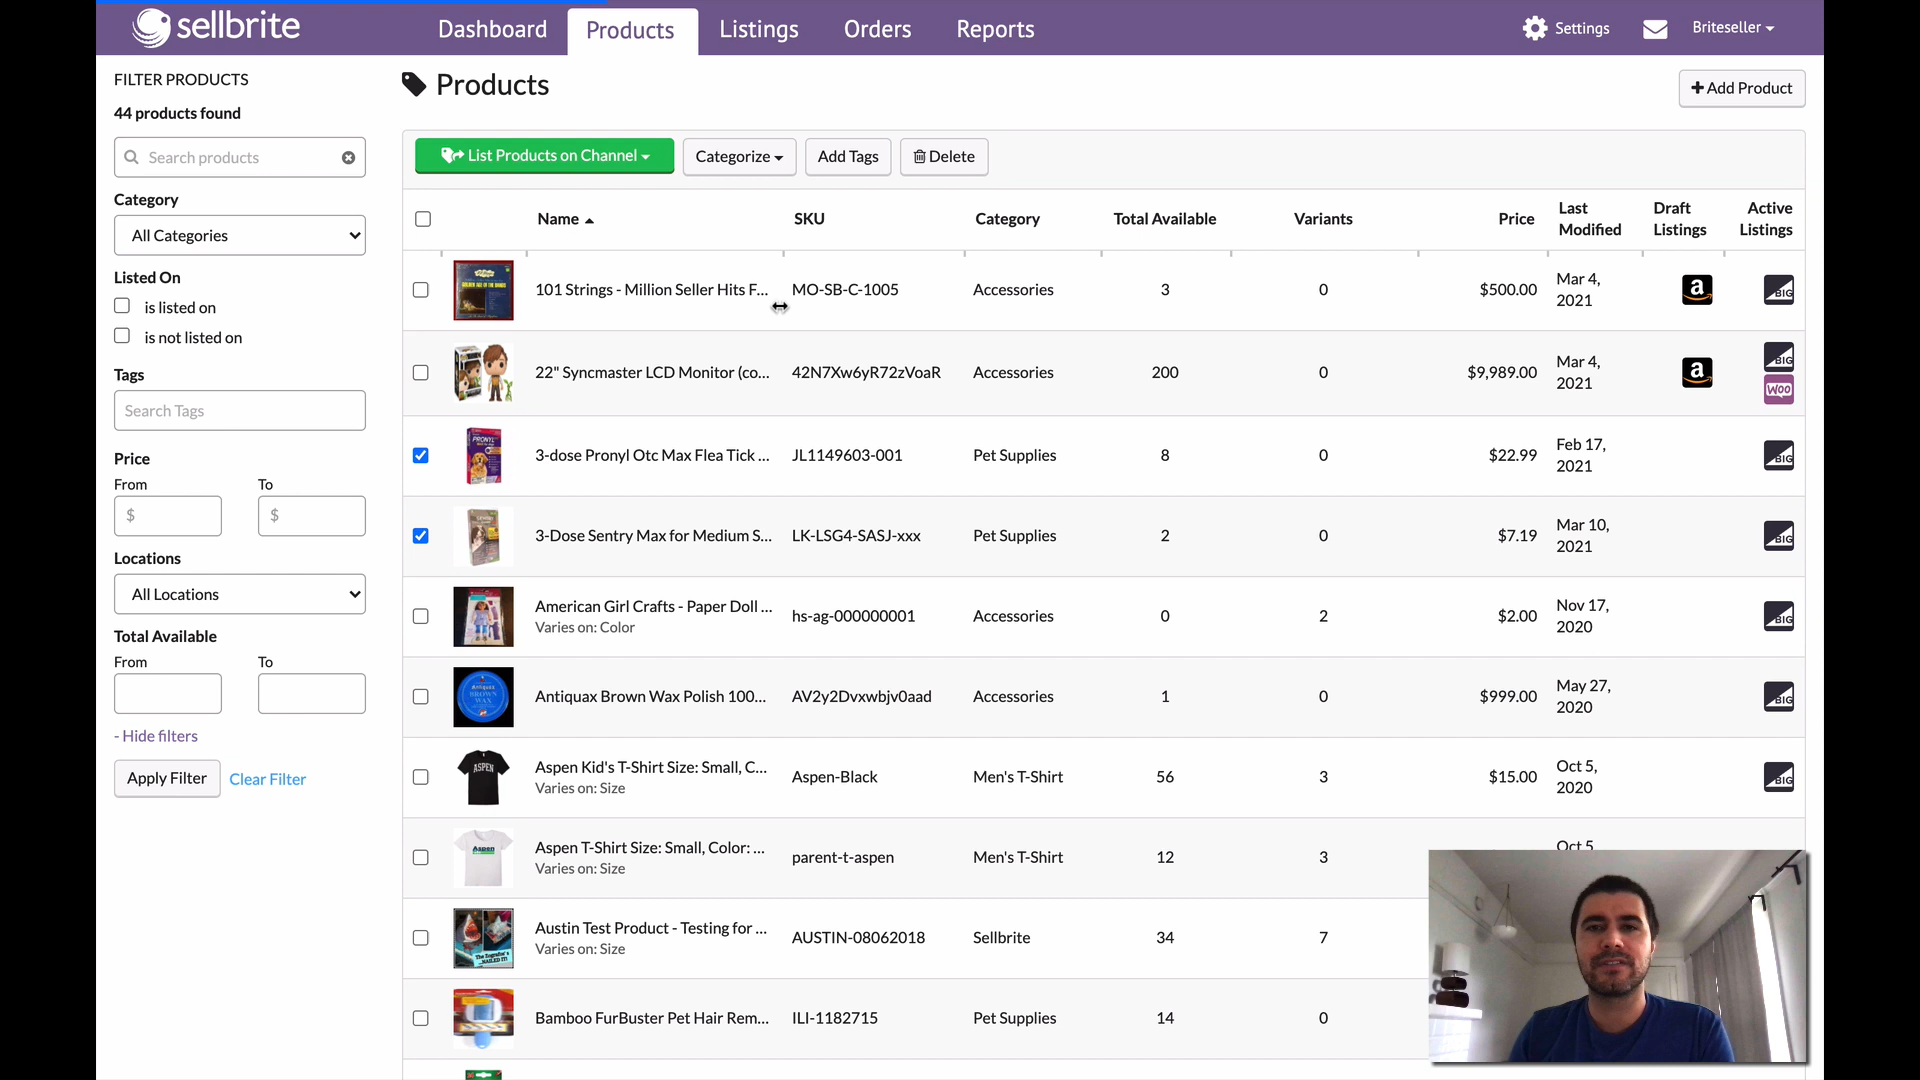 sellbrite
Dashboard
Products
Listings
Orders
Reports
Settings
Briteseller
FILTER PRODUCTS
44 products found
Search products
Category
All Categories
Listed On
is listed on
is not listed on
Tags
Search Tags
Price
From To
$ $
Locations
All Locations
Total Available
From To
- Hide filters
Apply Filter Clear Filter
Products
+ Add Product
List Products on Channel Categorize Add Tags Delete
Name SKU Category Total Available Variants Price Last Modified Draft Listings Active Listings
101 Strings - Million Seller Hits F... MO-SB-C-1005 Accessories 3 0 $500.00 Mar 4, 2021 a BIG
22" Syncmaster LCD Monitor (co... 42N7Xw6yR72zVoaR Accessories 200 0 $9,989.00 Mar 4, 2021 a BIG WOO
3-dose Pronyl Otc Max Flea Tick ... JL1149603-001 Pet Supplies 8 0 $22.99 Feb 17, 2021 BIG
3-Dose Sentry Max for Medium S... LK-LSG4-SASJ-xxx Pet Supplies 2 0 $7.19 Mar 10, 2021 BIG
American Girl Crafts - Paper Doll ... hs-ag-000000001 Accessories 0 2 $2.00 Nov 17, 2020 BIG
Varies on: Color
Antiquax Brown Wax Polish 100... AV2y2Dvxwbjv0aad Accessories 1 0 $999.00 May 27, 2020 BIG
Aspen Kid's T-Shirt Size: Small, C... Aspen-Black Men's T-Shirt 56 3 $15.00 Oct 5, 2020 BIG
Varies on: Size
Aspen T-Shirt Size: Small, Color: ... parent-t-aspen Men's T-Shirt 12 3 Oct 5
Varies on: Size
Austin Test Product - Testing for ... AUSTIN-08062018 Sellbrite 34 7
Varies on: Size
Bamboo FurBuster Pet Hair Rem... ILI-1182715 Pet Supplies 14 0